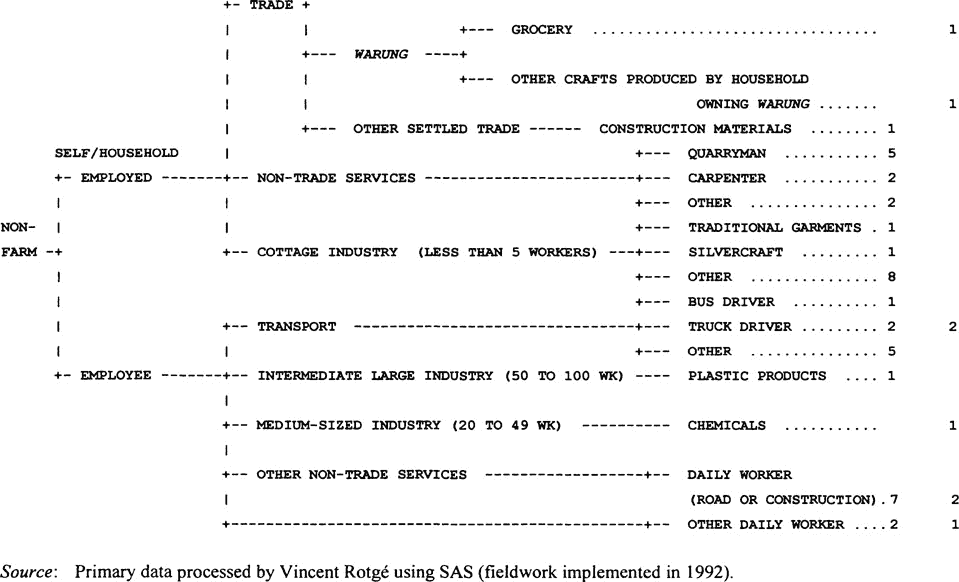 +- TRADE +
| | +--- GROCERY ................................ 1
| +--- WARUNG ----+
| | +--- OTHER CRAFTS PRODUCED BY HOUSEHOLD
| | OWNING WARUNG ....... 1
| +--- OTHER SETTLED TRADE ------ CONSTRUCTION MATERIALS ........ 1
SELF/HOUSEHOLD | +--- QUARRYMAN ........... 5
+- EMPLOYED -------+-- NON-TRADE SERVICES -------------------------+--- CARPENTER ............ 2
| | +--- OTHER ............... 2
NON- | | +--- TRADITIONAL GARMENTS . 1
FARM -+ +-- COTTAGE INDUSTRY (LESS THAN 5 WORKERS) ---+--- SILVERCRAFT .......... 1
| +--- OTHER ............... 8
| +--- BUS DRIVER .......... 1
| +-- TRANSPORT ---------------------------------+--- TRUCK DRIVER ......... 2 2
| | +--- OTHER ............... 5
+- EMPLOYEE -------+-- INTERMEDIATE LARGE INDUSTRY (50 TO 100 WK) ---- PLASTIC PRODUCTS .... 1
|
+-- MEDIUM-SIZED INDUSTRY (20 TO 49 WK) ---------- CHEMICALS ........... 1
|
+-- OTHER NON-TRADE SERVICES ------------------+-- DAILY WORKER
| (ROAD OR CONSTRUCTION). 7 2
+-----------------------------------------------+-- OTHER DAILY WORKER ....2 1
Source: Primary data processed by Vincent Rotgé using SAS (fieldwork implemented in 1992).